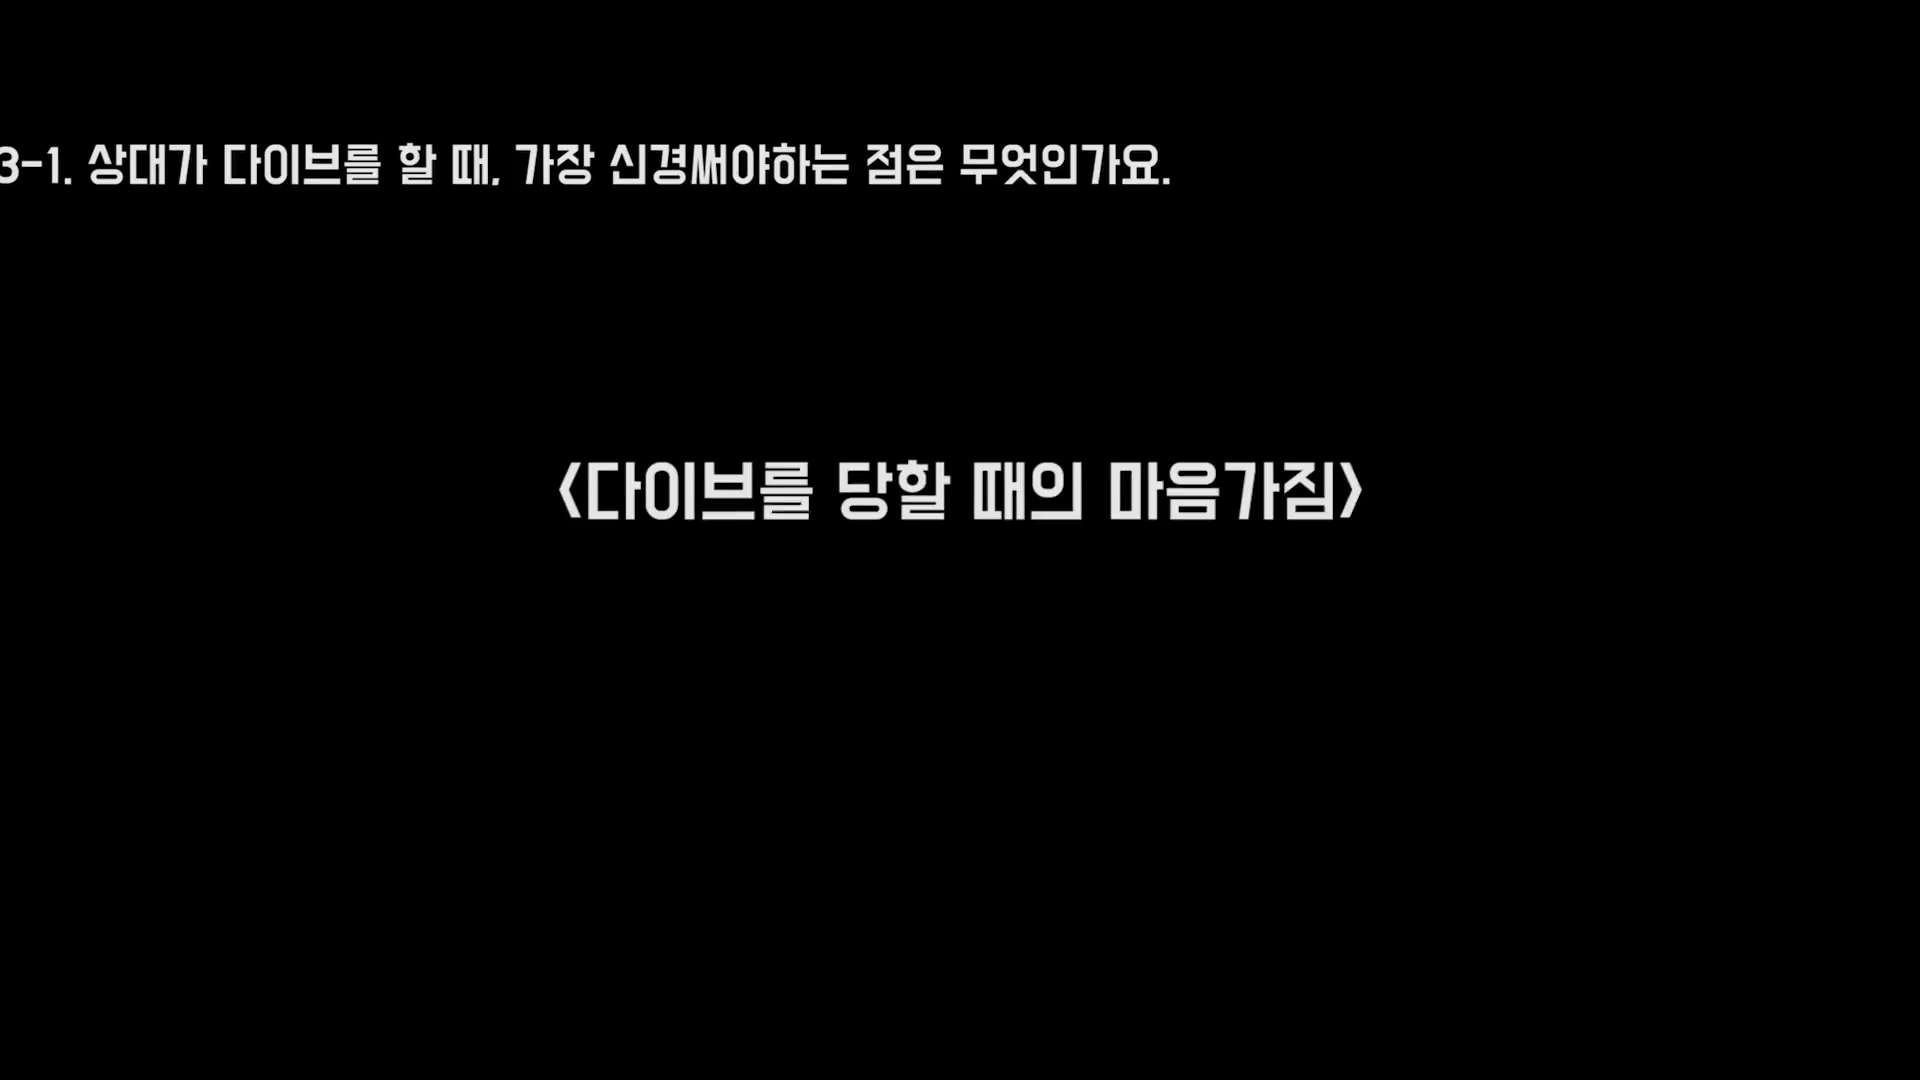 3-1. 상대가 다이브를 할 때, 가장 신경써야하는 점은 무엇인가요.
<다이브를 당할 때의 마음가짐>